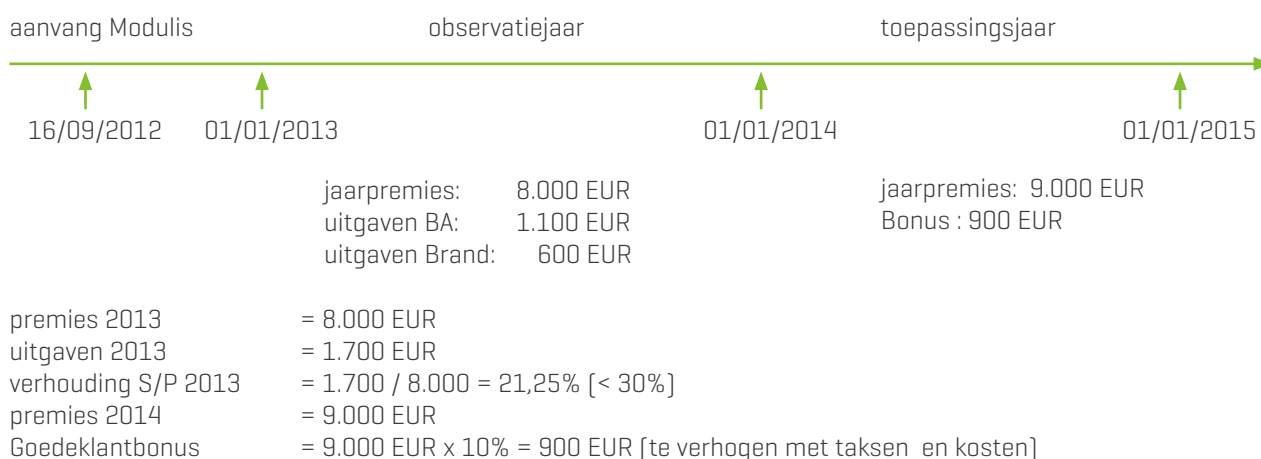 aanvang Modulis observatiejaar toepassingsjaar
16/09/2012 01/01/2013 01/01/2014 01/01/2015
jaarpremies: 8.000 EUR jaarpremies: 9.000 EUR
uitgaven BA: 1.100 EUR Bonus : 900 EUR
uitgaven Brand: 600 EUR
premies 2013 = 8.000 EUR
uitgaven 2013 = 1.700 EUR
verhouding S/P 2013 = 1.700 / 8.000 = 21,25% (< 30%)
premies 2014 = 9.000 EUR
Goedeklantbonus = 9.000 EUR x 10% = 900 EUR (te verhogen met taksen en kosten)